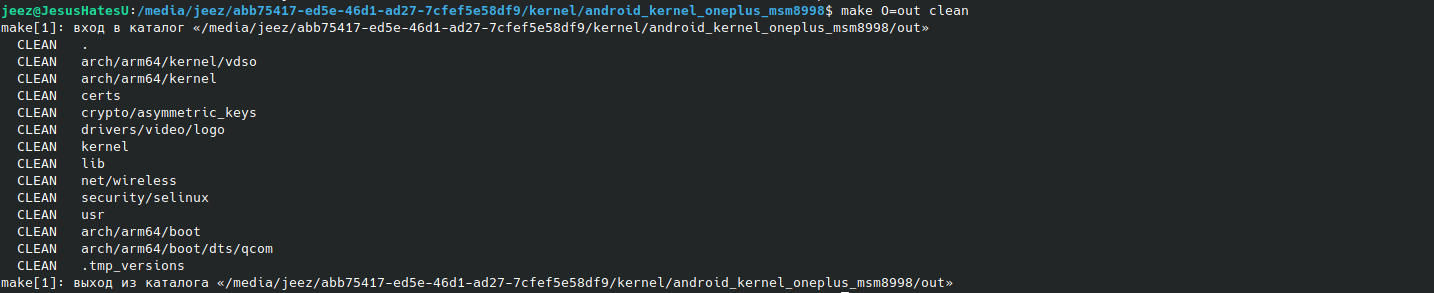 jeez@JesusHatesU:/media/jeez/abb75417-ed5e-46d1-ad27-7cfef5e58df9/kernel/android_kernel_oneplus_msm8998$ make O=out clean
make[1]: вход в каталог «/media/jeez/abb75417-ed5e-46d1-ad27-7cfef5e58df9/kernel/android_kernel_oneplus_msm8998/out»
  CLEAN   .
  CLEAN   arch/arm64/kernel/vdso
  CLEAN   arch/arm64/kernel
  CLEAN   certs
  CLEAN   crypto/asymmetric_keys
  CLEAN   drivers/video/logo
  CLEAN   kernel
  CLEAN   lib
  CLEAN   net/wireless
  CLEAN   security/selinux
  CLEAN   usr
  CLEAN   arch/arm64/boot
  CLEAN   arch/arm64/boot/dts/qcom
  CLEAN   .tmp_versions
make[1]: выход из каталога «/media/jeez/abb75417-ed5e-46d1-ad27-7cfef5e58df9/kernel/android_kernel_oneplus_msm8998/out»